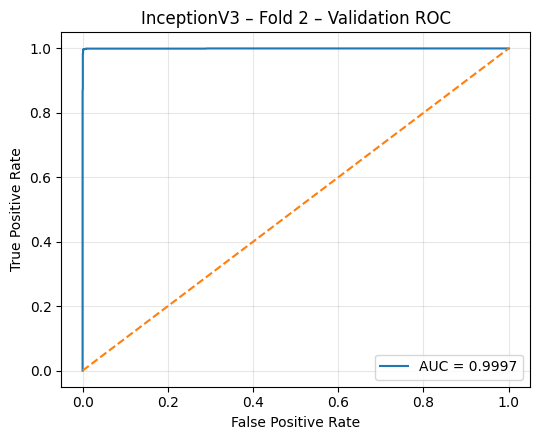 InceptionV3 – Fold 2 – Validation ROC
1.0
0.8
0.6
0.4
0.2
0.0
True Positive Rate
AUC = 0.9997
0.0 0.2 0.4 0.6 0.8 1.0
False Positive Rate